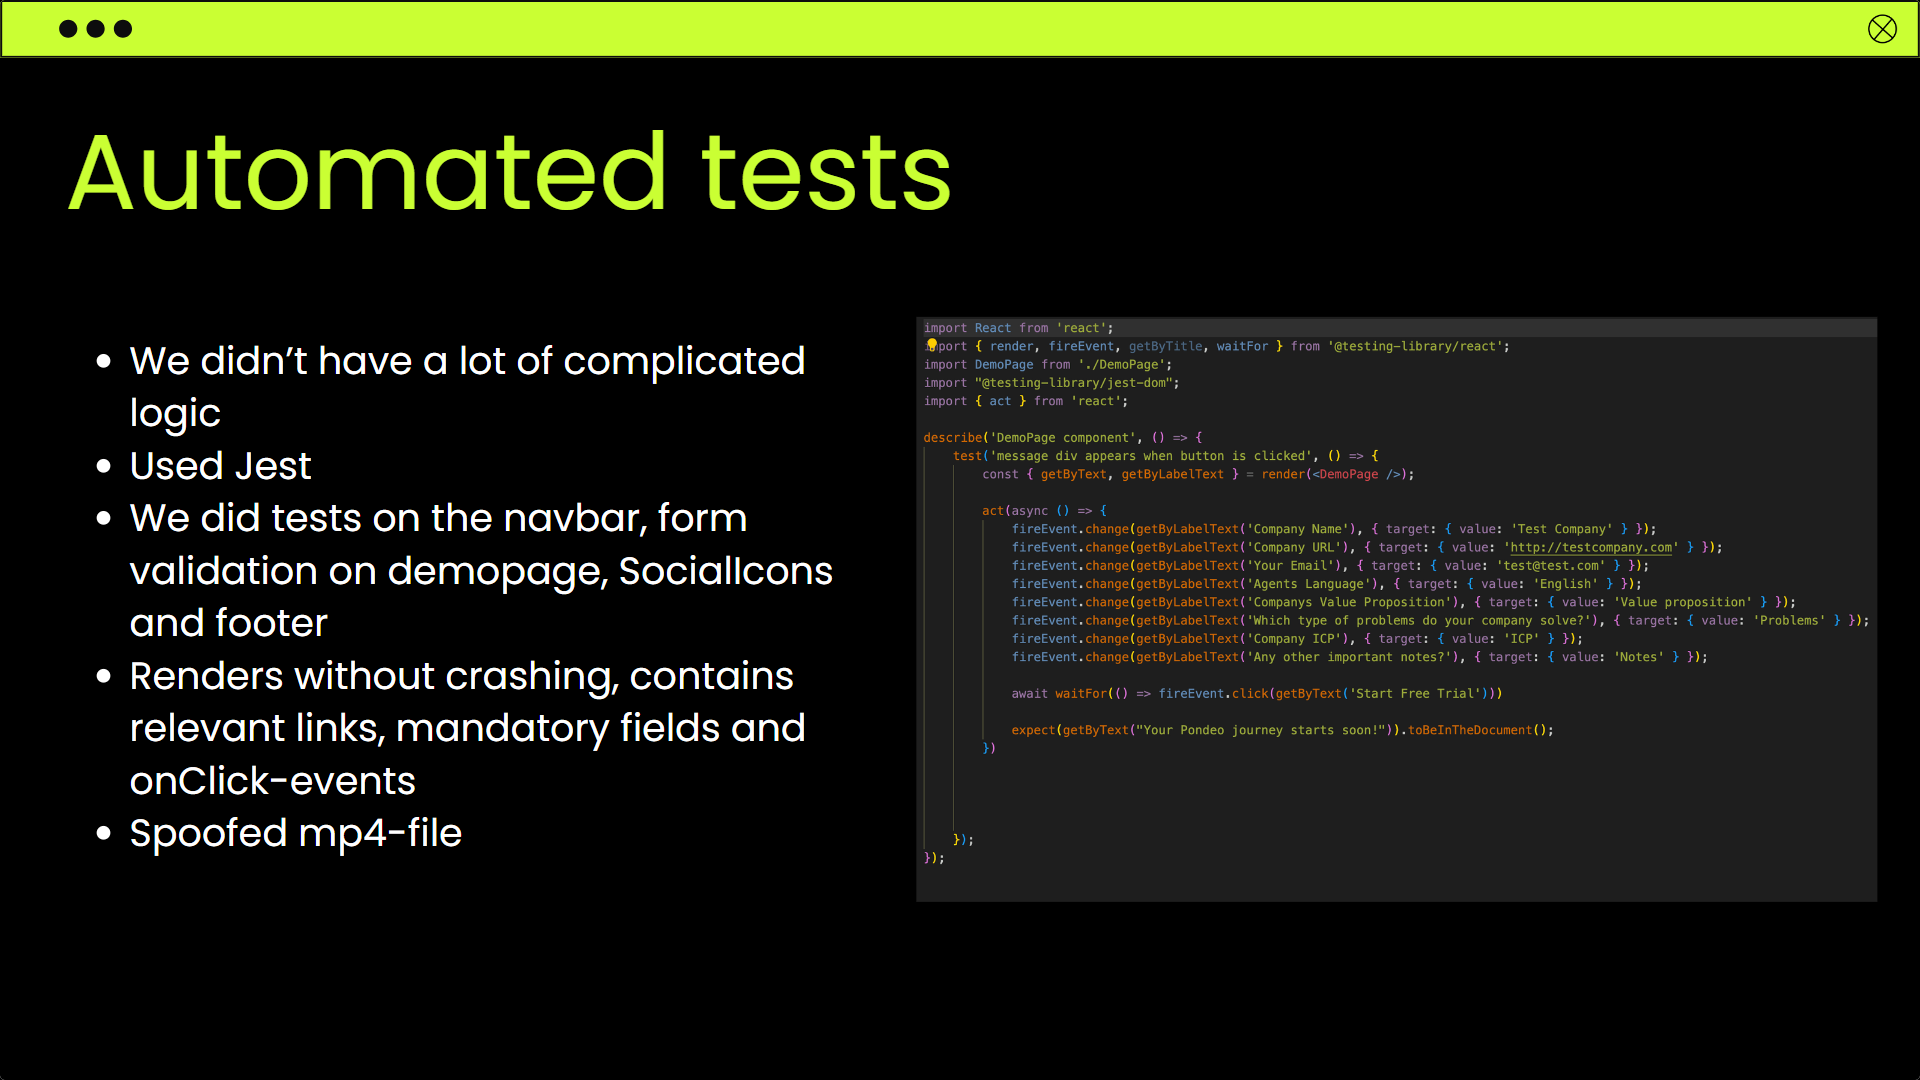 Automated tests
• We didn’t have a lot of complicated
logic
• Used Jest
• We did tests on the navbar, form
validation on demopage, SocialIcons
and footer
• Renders without crashing, contains
relevant links, mandatory fields and
onClick-events
• Spoofed mp4-file
import React from 'react';
import { render, fireEvent, getByTitle, waitFor } from '@testing-library/react';
import DemoPage from './DemoPage';
import "@testing-library/jest-dom";
import { act } from 'react';
describe('DemoPage component', () => {
test('message div appears when button is clicked', () => {
const { getByText, getByLabelText } = render(<DemoPage />);
act(async () => {
fireEvent.change(getByLabelText('Company Name'), { target: { value: 'Test Company' } });
fireEvent.change(getByLabelText('Company URL'), { target: { value: 'http://testcompany.com' } });
fireEvent.change(getByLabelText('Your Email'), { target: { value: 'test@test.com' } });
fireEvent.change(getByLabelText('Agents Language'), { target: { value: 'English' } });
fireEvent.change(getByLabelText('Companys Value Proposition'), { target: { value: 'Value proposition' } });
fireEvent.change(getByLabelText('Which type of problems do your company solve?'), { target: { value: 'Problems' } });
fireEvent.change(getByLabelText('Company ICP'), { target: { value: 'ICP' } });
fireEvent.change(getByLabelText('Any other important notes?'), { target: { value: 'Notes' } });
await waitFor(() => fireEvent.click(getByText('Start Free Trial')))
expect(getByText("Your Pondeo journey starts soon!")).toBeInTheDocument();
})
});
});